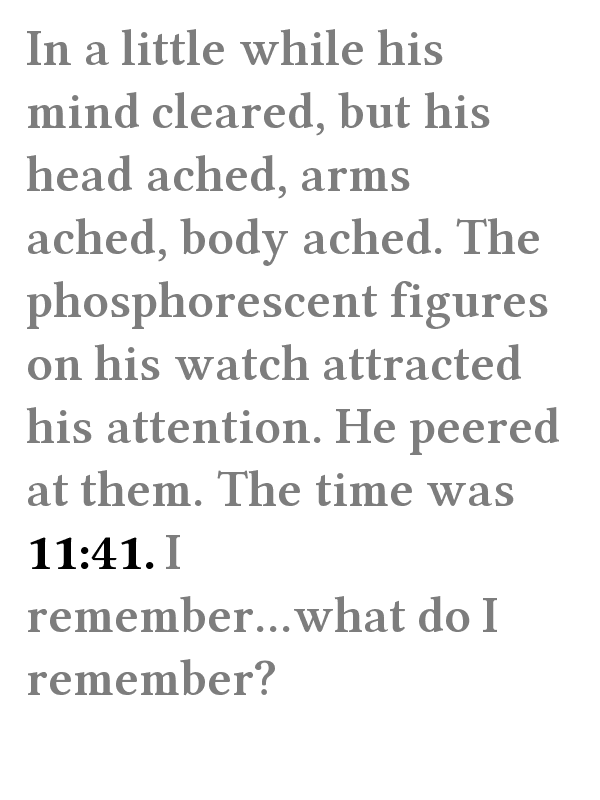 In a little while his
mind cleared, but his
head ached, arms
ached, body ached. The
phosphorescent figures
on his watch attracted
his attention. He peered
at them. The time was
11:41. I
remember...what do I
remember?